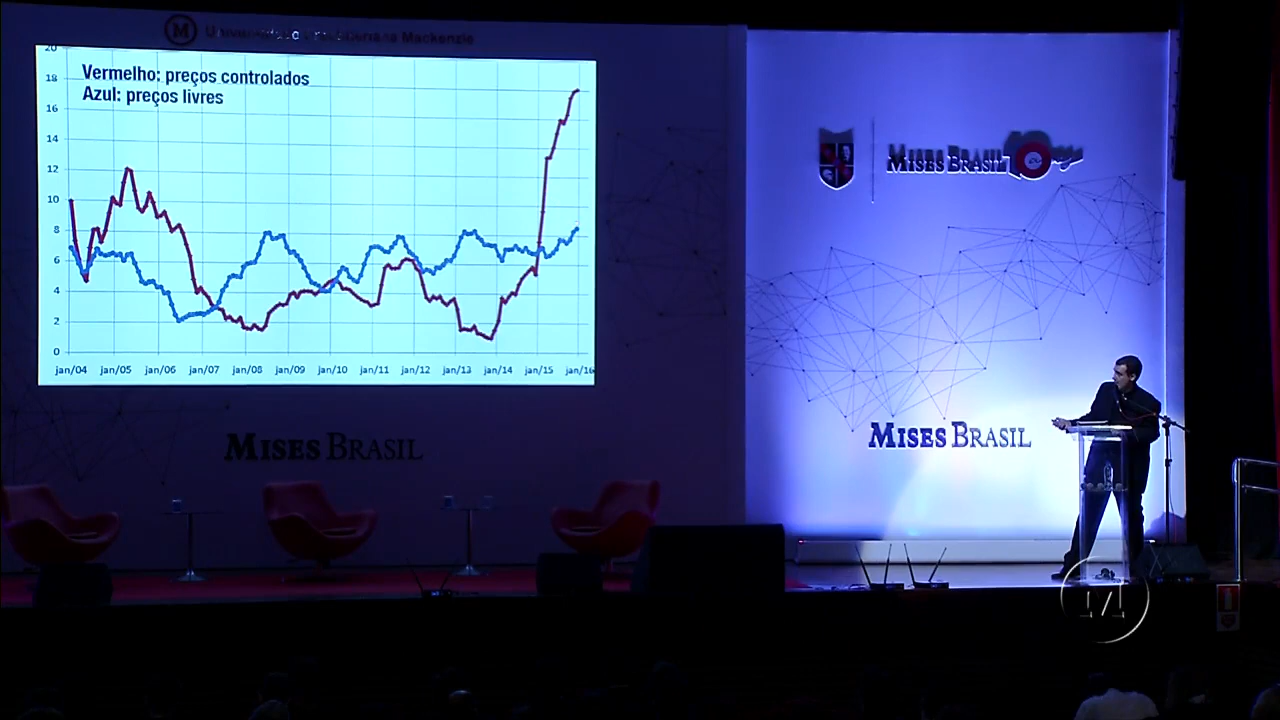 Mackenzie
Vermelho: preços controlados
Azul: preços livres
20
18
16
14
12
10
8
6
4
2
0
jan/04 jan/05 jan/06 jan/07 jan/08 jan/09 jan/10 jan/11 jan/12 jan/13 jan/14 jan/15 jan/16
MISES BRASIL 10
MISES BRASIL
MISES BRASIL
M